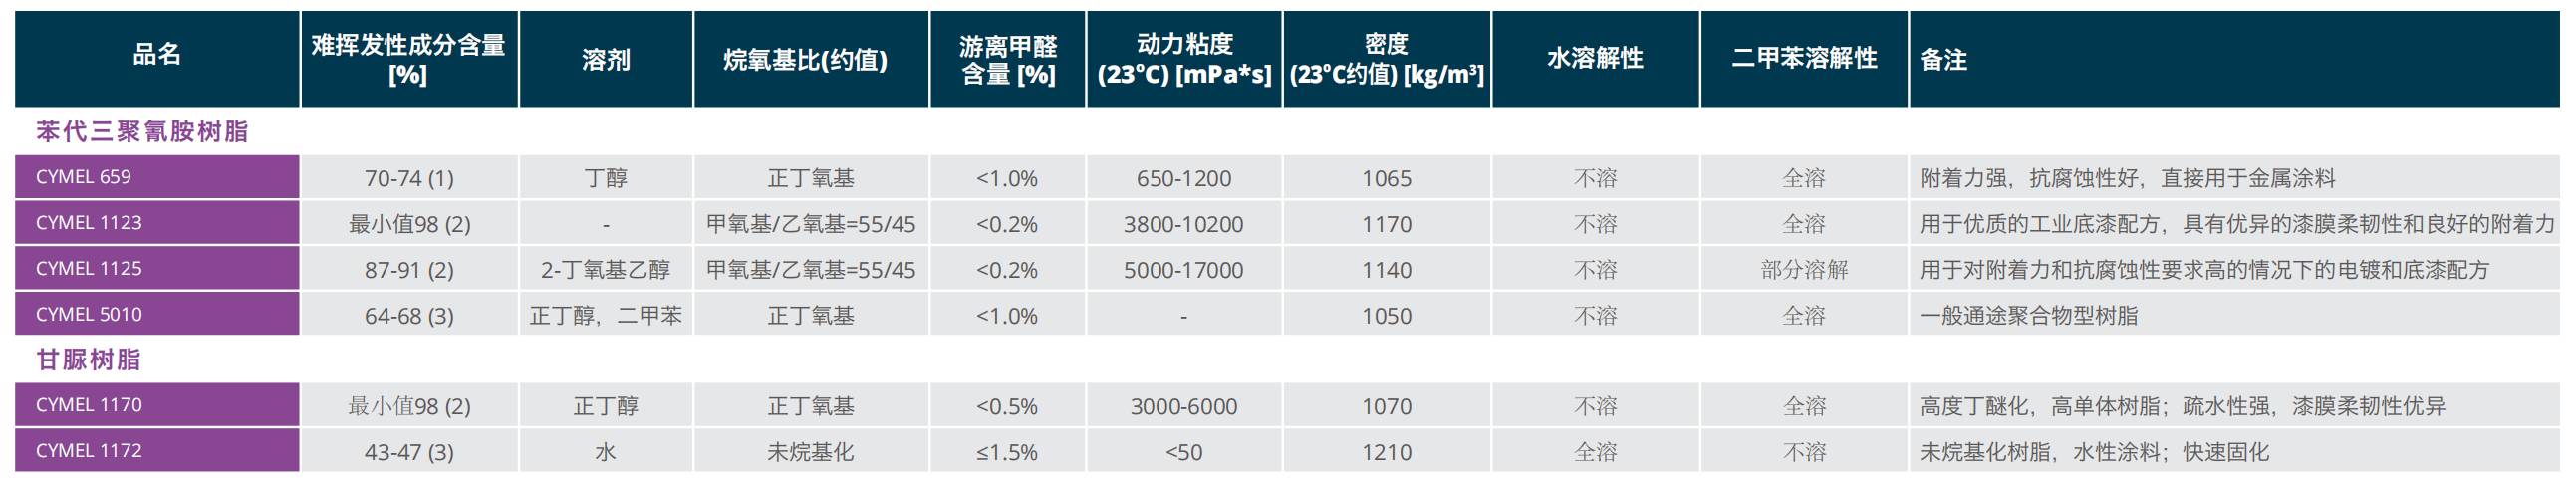 品名 难挥发性成分含量 [%] 溶剂 烷氧基比(约值) 游离甲醛 含量 [%] 动力粘度 (23°C) [mPa*s] 密度 (23°C约值) [kg/m³] 水溶解性 二甲苯溶解性 备注
苯代三聚氰胺树脂
CYMEL 659 70-74 (1) 丁醇 正丁氧基 <1.0% 650-1200 1065 不溶 全溶 附着力强，抗腐蚀性好，直接用于金属涂料
CYMEL 1123 最小值98 (2) - 甲氧基/乙氧基=55/45 <0.2% 3800-10200 1170 不溶 全溶 用于优质的工业底漆配方，具有优异的漆膜柔韧性和良好的附着力
CYMEL 1125 87-91 (2) 2-丁氧基乙醇 甲氧基/乙氧基=55/45 <0.2% 5000-17000 1140 不溶 部分溶解 用于对附着力和抗腐蚀性要求高的情况下的电镀和底漆配方
CYMEL 5010 64-68 (3) 正丁醇，二甲苯 正丁氧基 <1.0% - 1050 不溶 全溶 一般通途聚合物型树脂
甘脲树脂
CYMEL 1170 最小值98 (2) 正丁醇 正丁氧基 <0.5% 3000-6000 1070 不溶 全溶 高度丁醚化，高单体树脂；疏水性强，漆膜柔韧性优异
CYMEL 1172 43-47 (3) 水 未烷基化 ≤1.5% <50 1210 全溶 不溶 未烷基化树脂，水性涂料；快速固化